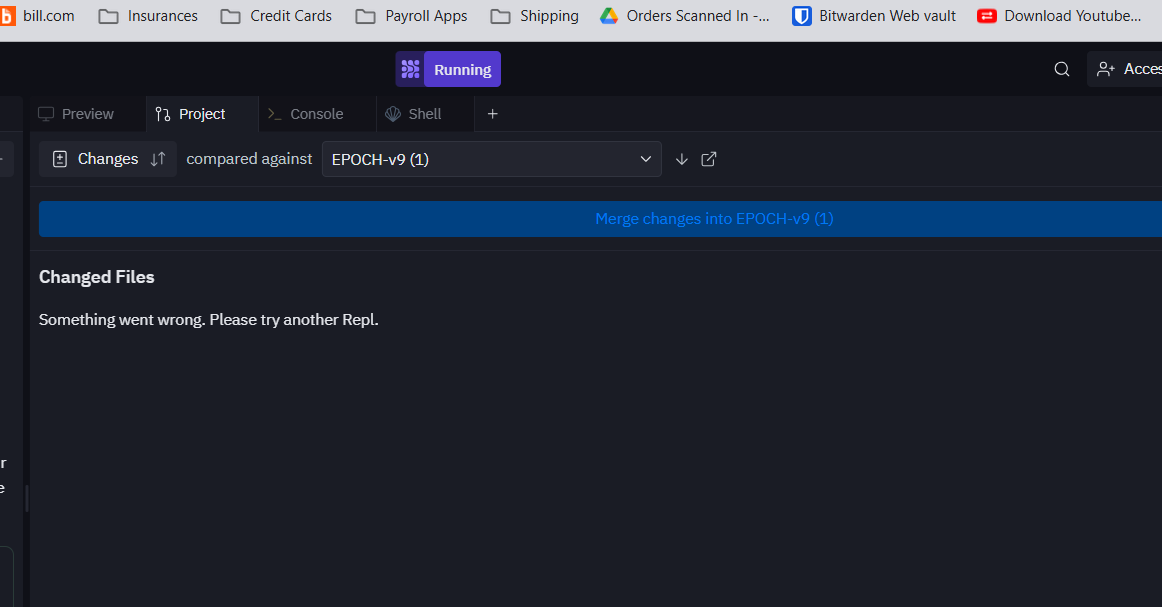 bill.com Insurances Credit Cards Payroll Apps Shipping Orders Scanned In -... Bitwarden Web vault Download Youtube...
Running
Preview Project Console Shell +
Changes compared against EPOCH-v9 (1)
Merge changes into EPOCH-v9 (1)
Changed Files
Something went wrong. Please try another Repl.